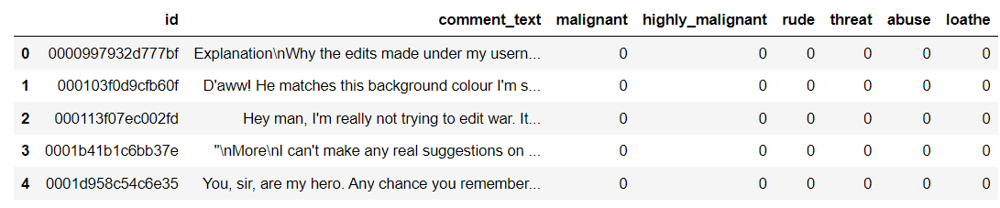 id comment_text malignant highly_malignant rude threat abuse loathe
0 0000997932d777bf Explanation\nWhy the edits made under my usern... 0 0 0 0 0 0
1 000103f0d9cfb60f D'aww! He matches this background colour I'm s... 0 0 0 0 0 0
2 000113f07ec002fd Hey man, I'm really not trying to edit war. It... 0 0 0 0 0 0
3 0001b41b1c6bb37e "\nMore\nI can't make any real suggestions on ... 0 0 0 0 0 0
4 0001d958c54c6e35 You, sir, are my hero. Any chance you remember... 0 0 0 0 0 0